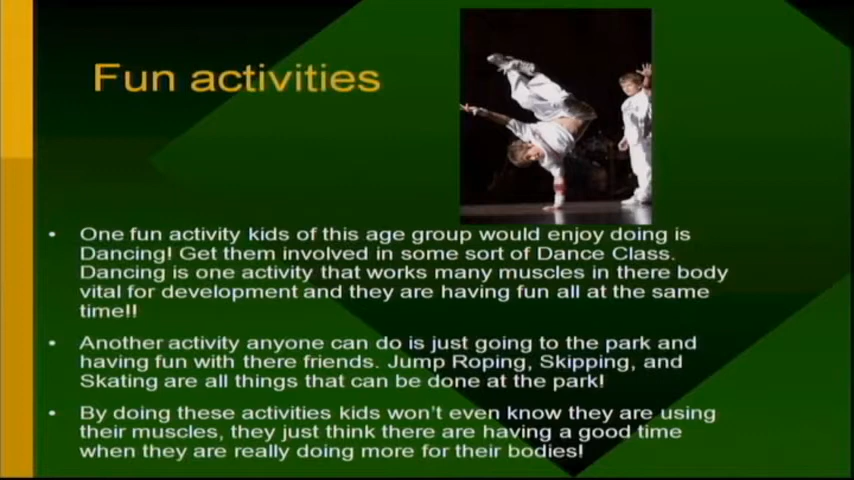 Fun activities
• One fun activity kids of this age group would enjoy doing is
Dancing! Get them involved in some sort of Dance Class.
Dancing is one activity that works many muscles in there body
vital for development and they are having fun all at the same
time!!
• Another activity anyone can do is just going to the park and
having fun with there friends. Jump Roping, Skipping, and
Skating are all things that can be done at the park!
• By doing these activities kids won't even know they are using
their muscles, they just think there are having a good time
when they are really doing more for their bodies!